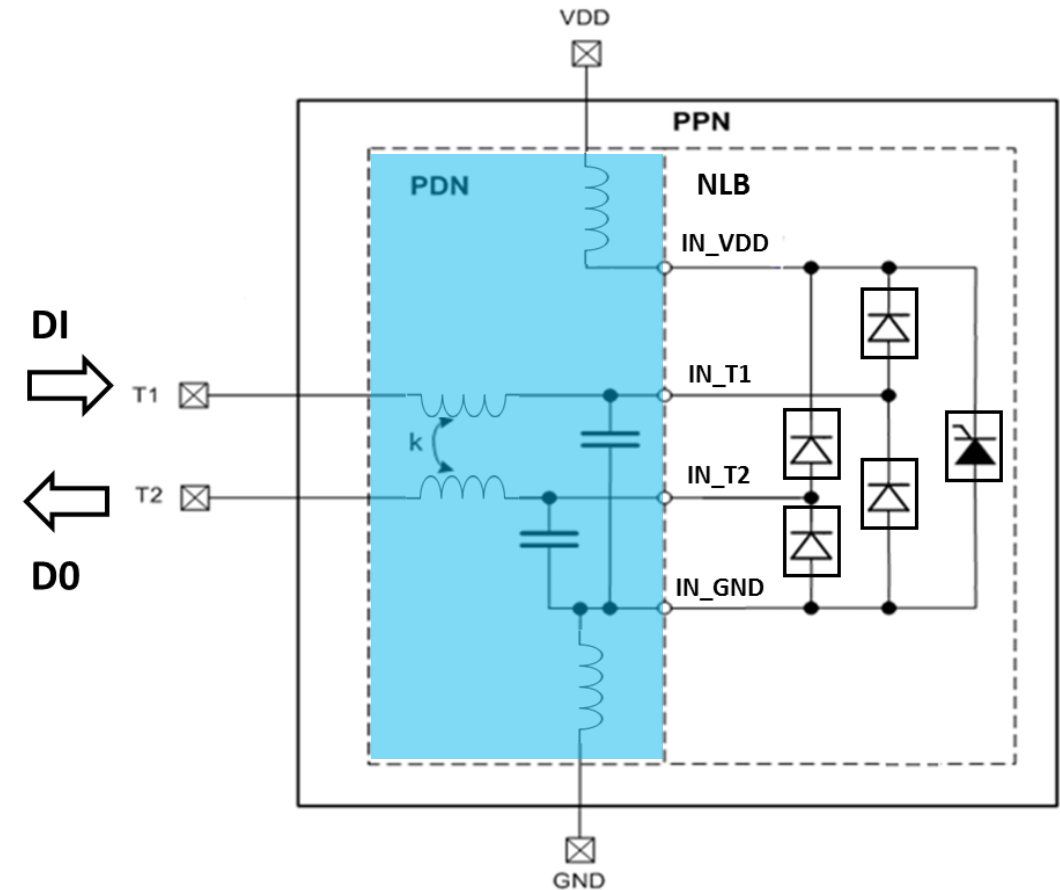 VDD
PPN
PDN
NLB
IN_VDD
DI
IN_T1
T1
k
IN_T2
T2
D0
IN_GND
GND